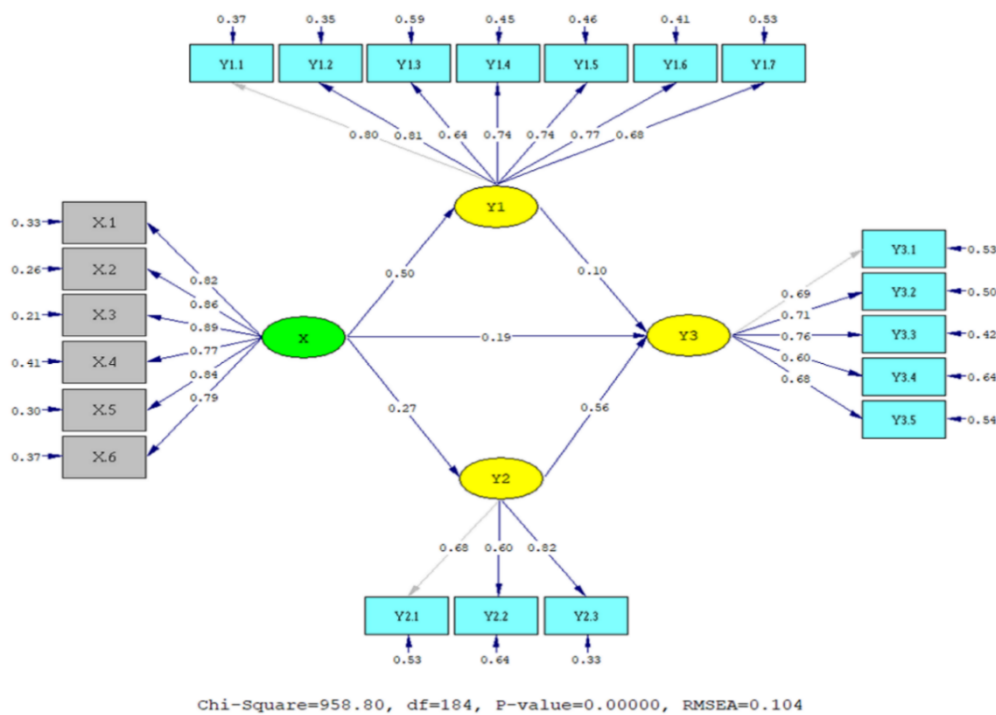 0.37 0.35 0.59 0.45 0.46 0.41 0.53
Y1.1 Y1.2 Y1.3 Y1.4 Y1.5 Y1.6 Y1.7
0.80 0.81 0.64 0.74 0.74 0.77 0.68
Y1
0.33 X.1
0.26 X.2
0.21 X.3
0.41 X.4
0.30 X.5
0.37 X.6
0.82
0.86
0.89
0.77
0.84
0.79
X
0.50
0.10
0.19
0.27
0.56
Y3
0.69
0.71
0.76
0.60
0.68
Y3.1 0.53
Y3.2 0.50
Y3.3 0.42
Y3.4 0.64
Y3.5 0.54
Y2
0.68 0.60 0.82
Y2.1 Y2.2 Y2.3
0.53 0.64 0.33
Chi-Square=958.80, df=184, P-value=0.00000, RMSEA=0.104